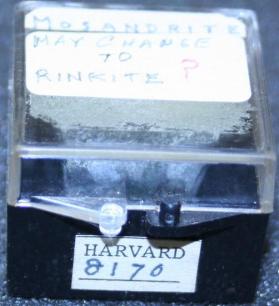 MOSANDRITE
MAY CHANGE
TO
RINKITE ?
HARVARD
8170